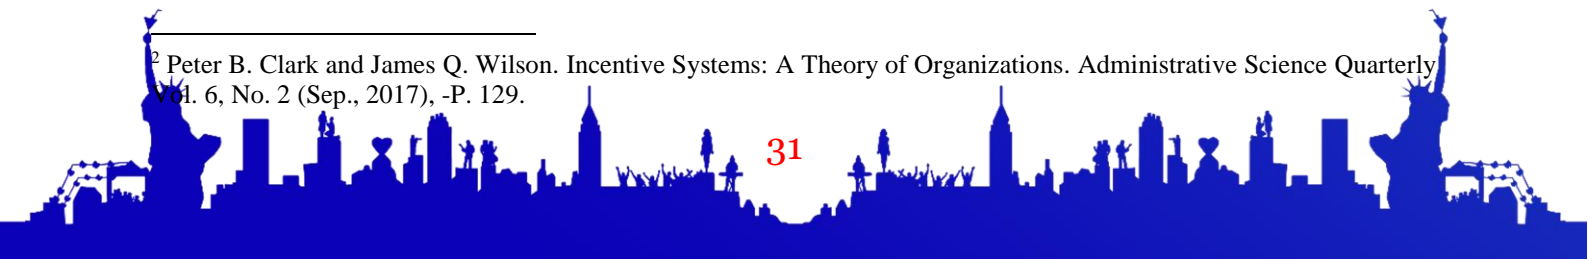 2 Peter B. Clark and James Q. Wilson. Incentive Systems: A Theory of Organizations. Administrative Science Quarterly
Vol. 6, No. 2 (Sep., 2017), -P. 129.
31